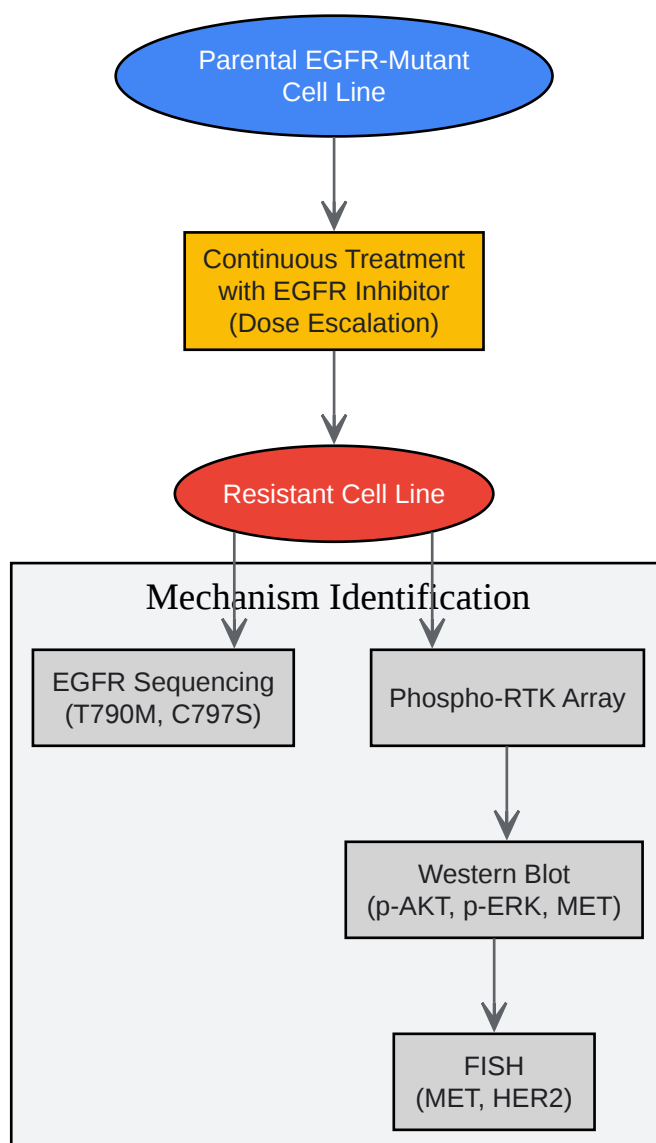 Parental EGFR-Mutant
Cell Line
Continuous Treatment
with EGFR Inhibitor
(Dose Escalation)
Resistant Cell Line
Mechanism Identification
EGFR Sequencing
(T790M, C797S)
Phospho-RTK Array
Western Blot
(p-AKT, p-ERK, MET)
FISH
(MET, HER2)